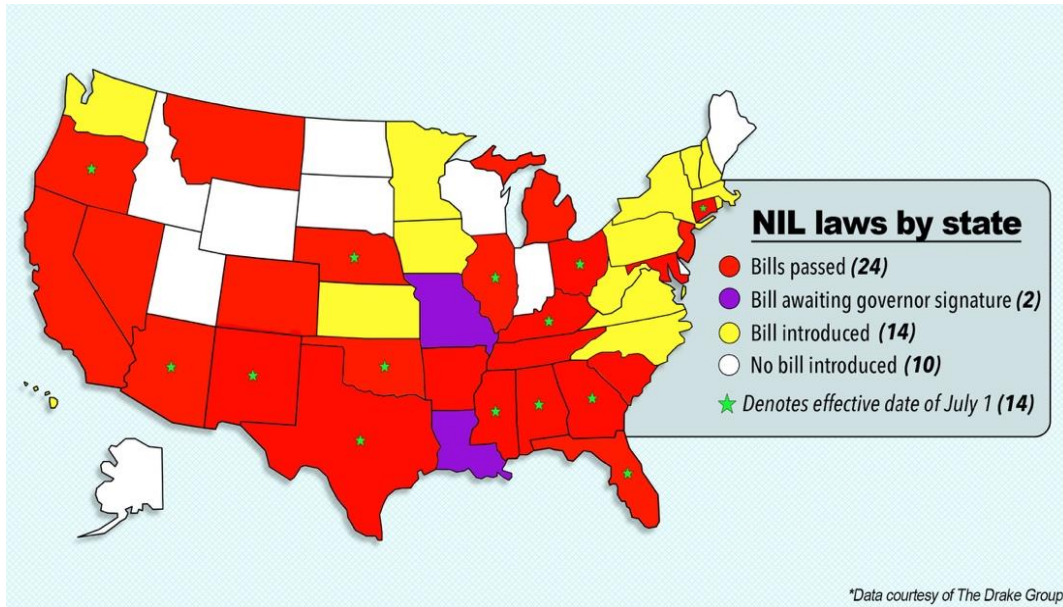 NIL laws by state
Bills passed (24)
Bill awaiting governor signature (2)
Bill introduced (14)
No bill introduced (10)
Denotes effective date of July 1 (14)
*Data courtesy of The Drake Group